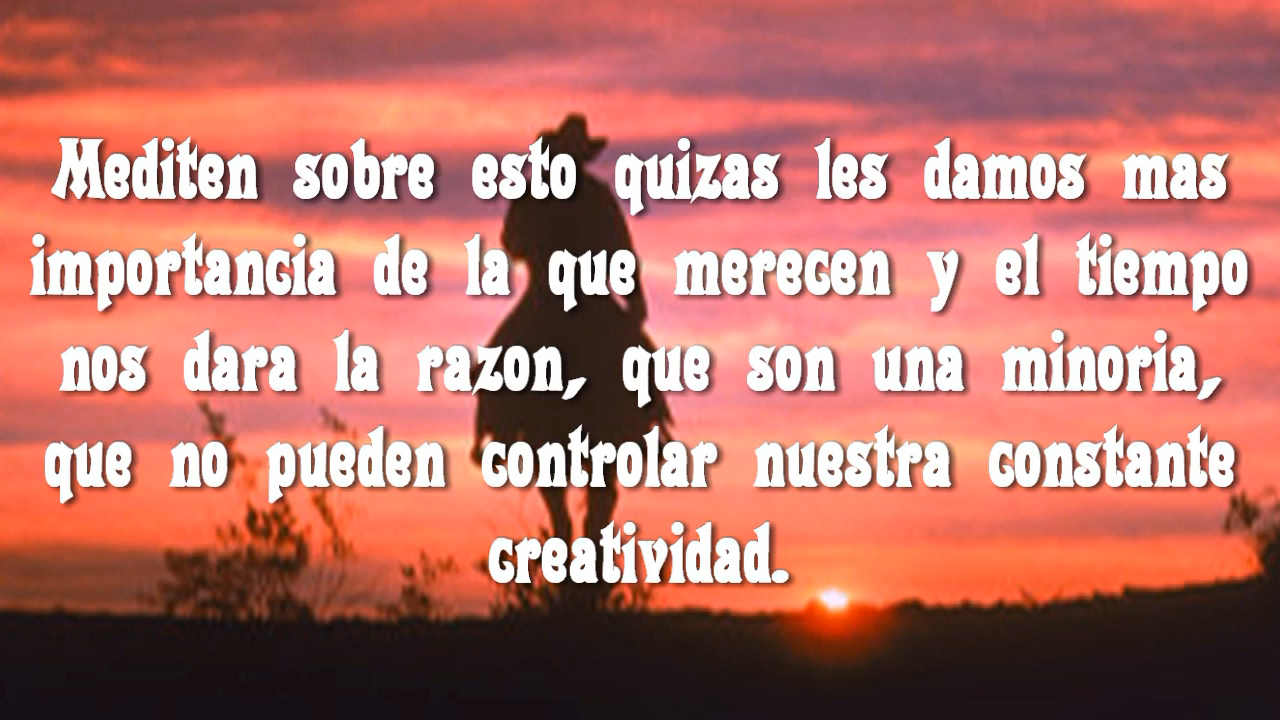 Mediten sobre esto quizas les damos mas
importancia de la que merecen y el tiempo
nos dara la razon, que son una minoria,
que no pueden controlar nuestra constante
creatividad.